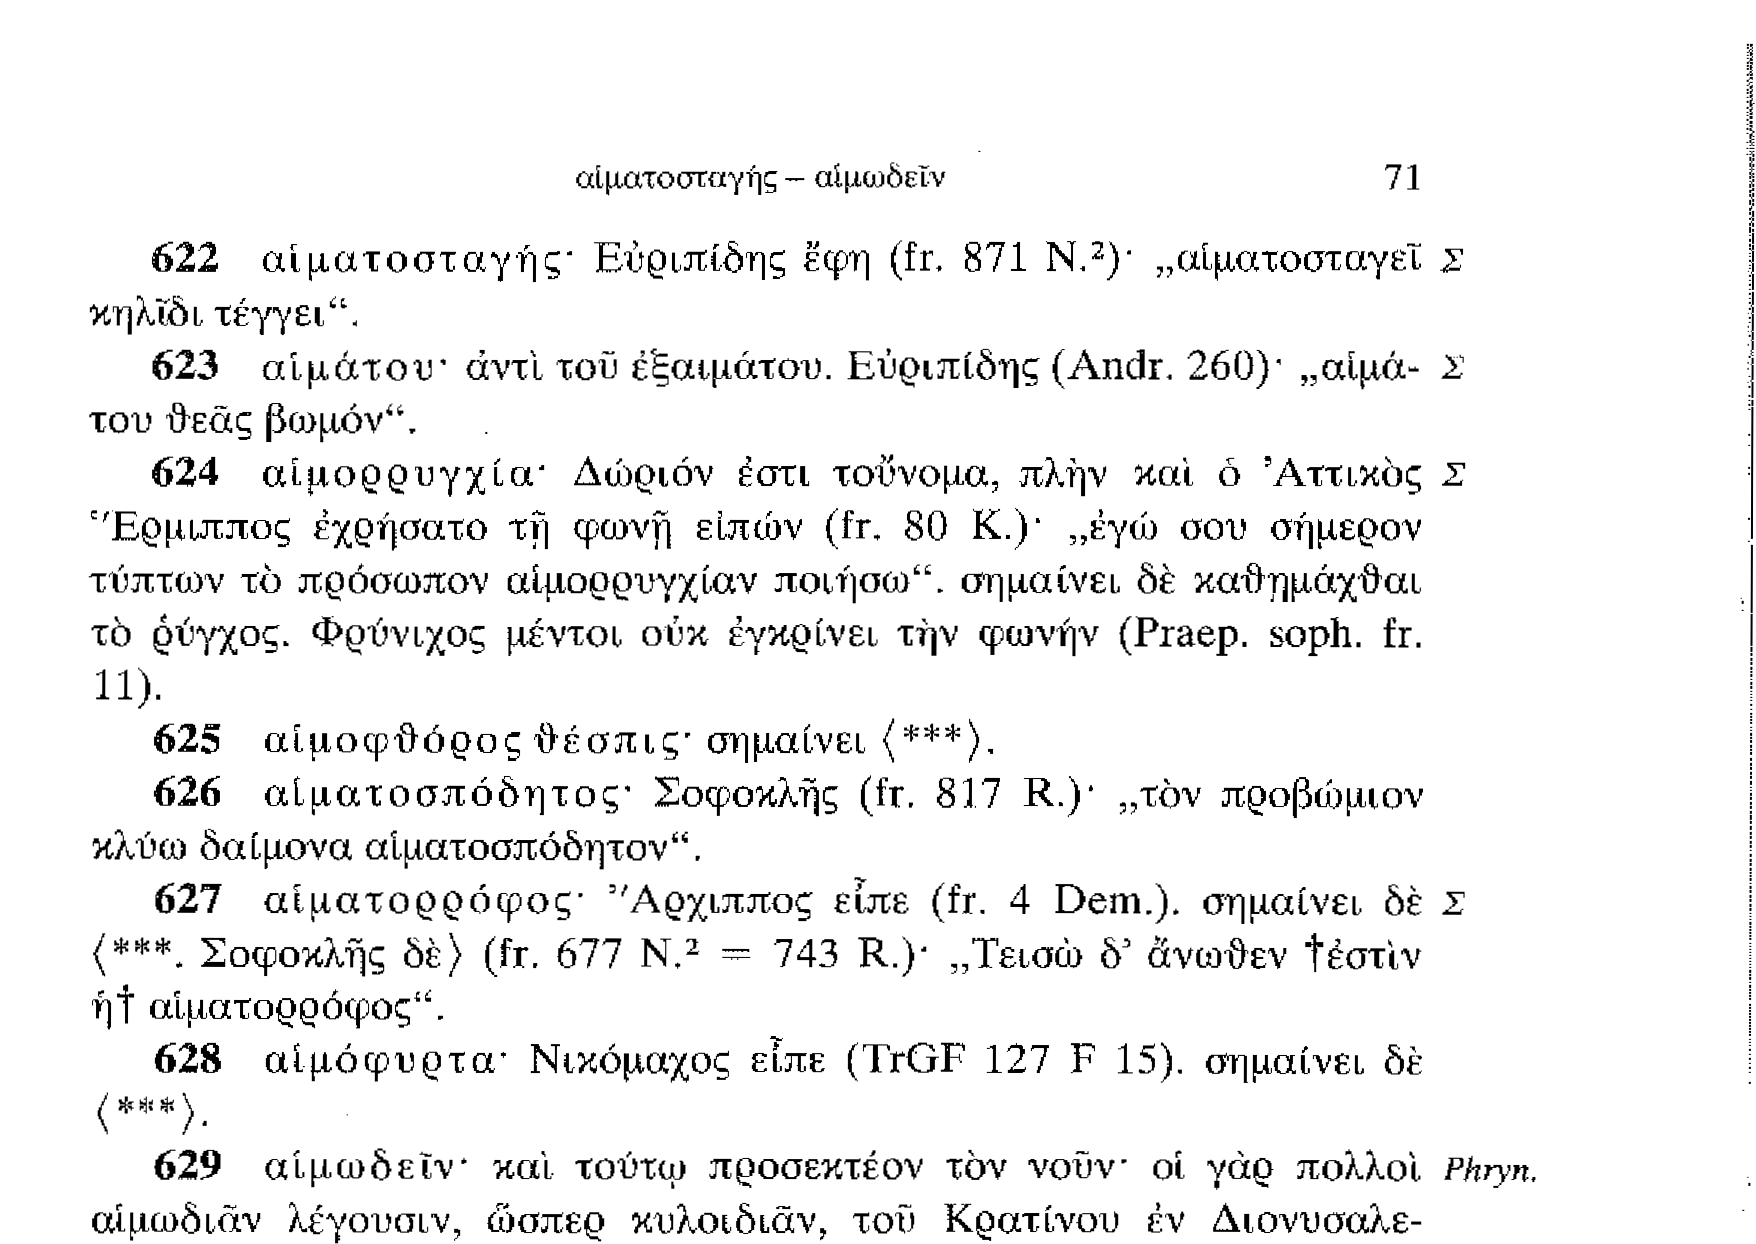 αἱματοσταγής – αἱμωδεῖν 71
622 αἱματοσταγής· Εὐριπίδης ἔφη (fr. 871 N.²)· „αἱματοσταγεῖ Σ
κηλῖδι τέγγει“.
623 αἱμάτου· ἀντὶ τοῦ ἐξαιμάτου. Εὐριπίδης (Andr. 260)· „αἱμά- Σ
του θεᾶς βωμόν“.
624 αἱμορρυγχία· Δώριόν ἐστι τοὔνομα, πλὴν καὶ ὁ Ἀττικὸς Σ
Ἕρμιππος ἐχρήσατο τῇ φωνῇ εἰπών (fr. 80 K.)· „ἐγώ σου σήμερον
τύπτων τὸ πρόσωπον αἱμορρυγχίαν ποιήσω“. σημαίνει δὲ καθημάχθαι
τὸ ῥύγχος. Φρύνιχος μέντοι οὐκ ἐγκρίνει τὴν φωνήν (Praep. soph. fr.
11).
625 αἱμοφθόρος θέσπις· σημαίνει ⟨***⟩.
626 αἱματοσπόδητος· Σοφοκλῆς (fr. 817 R.)· „τὸν προβώμιον
κλύω δαίμονα αἱματοσπόδητον“.
627 αἱματορρόφος· Ἄρχιππος εἶπε (fr. 4 Dem.). σημαίνει δὲ Σ
⟨***. Σοφοκλῆς δὲ⟩ (fr. 677 N.² = 743 R.)· „Τεισὼ δ’ ἄνωθεν †ἐστὶν
ἡ† αἱματορρόφος“.
628 αἱμόφυρτα· Νικόμαχος εἶπε (TrGF 127 F 15). σημαίνει δὲ
⟨***⟩.
629 αἱμωδεῖν· καὶ τούτῳ προσεκτέον τὸν νοῦν· οἱ γὰρ πολλοὶ Phryn.
αἱμωδιᾶν λέγουσιν, ὥσπερ κυλοιδιᾶν, τοῦ Κρατίνου ἐν Διονυσαλε-